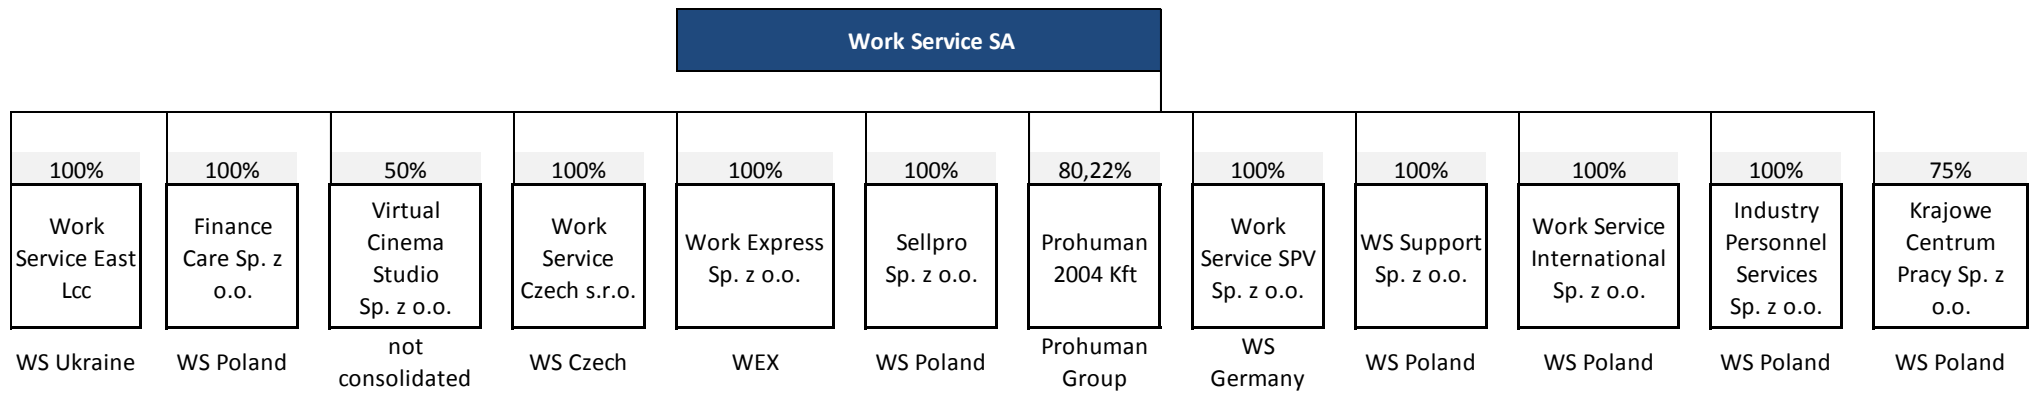 Work Service SA
100%
100%
50%
100%
100%
100%
80,22%
100%
100%
100%
100%
75%
Work
Service East
Lcc
Finance
Care Sp. z
o.o.
Virtual
Cinema
Studio
Sp. z o.o.
Work
Service
Czech s.r.o.
Work Express
Sp. z o.o.
Sellpro
Sp. z o.o.
Prohuman
2004 Kft
Work
Service SPV
Sp. z o.o.
WS Support
Sp. z o.o.
Work Service
International
Sp. z o.o.
Industry
Personnel
Services
Sp. z o.o.
Krajowe
Centrum
Pracy Sp. z
o.o.
WS Ukraine
WS Poland
not
consolidated
WS Czech
WEX
WS Poland
Prohuman
Group
WS
Germany
WS Poland
WS Poland
WS Poland
WS Poland